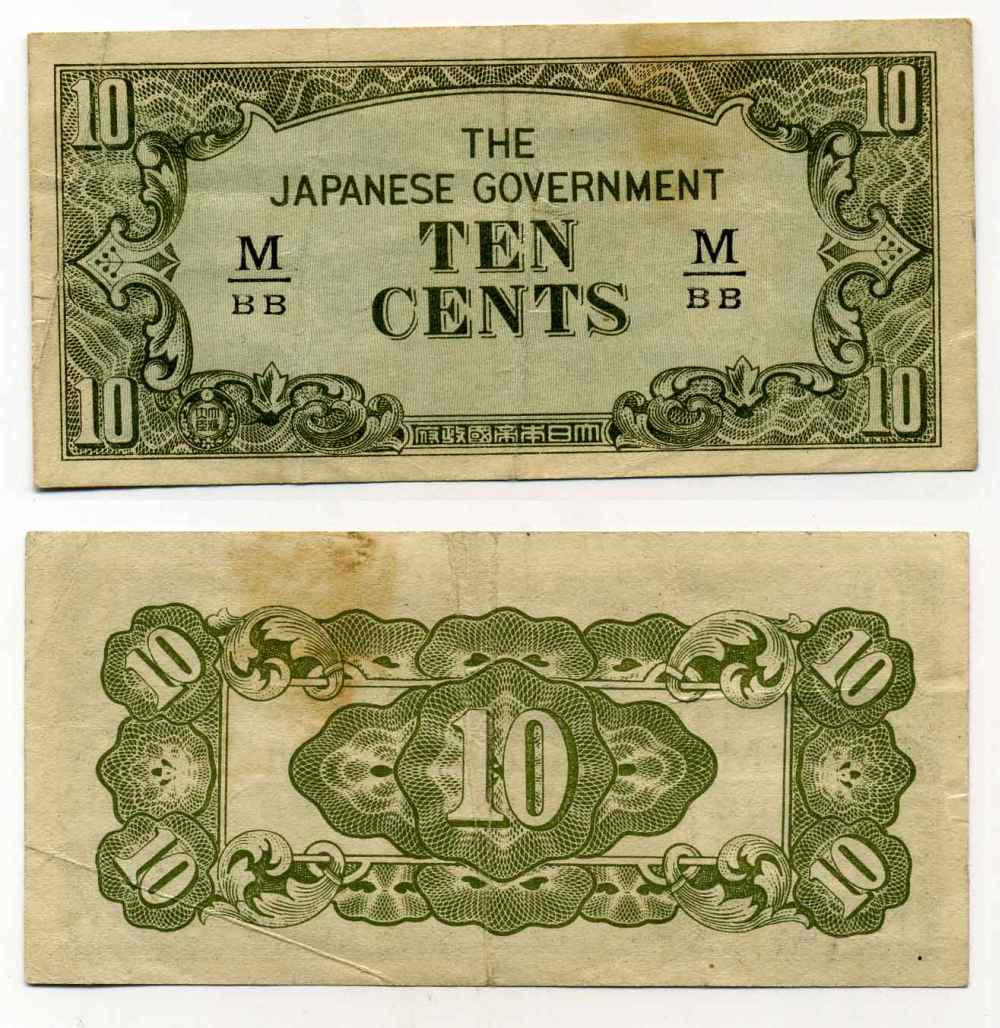 10 10
THE
JAPANESE GOVERNMENT
M M
TEN
BB BB
CENTS
10 10
府政國帝本日大
10 10
10
10 10